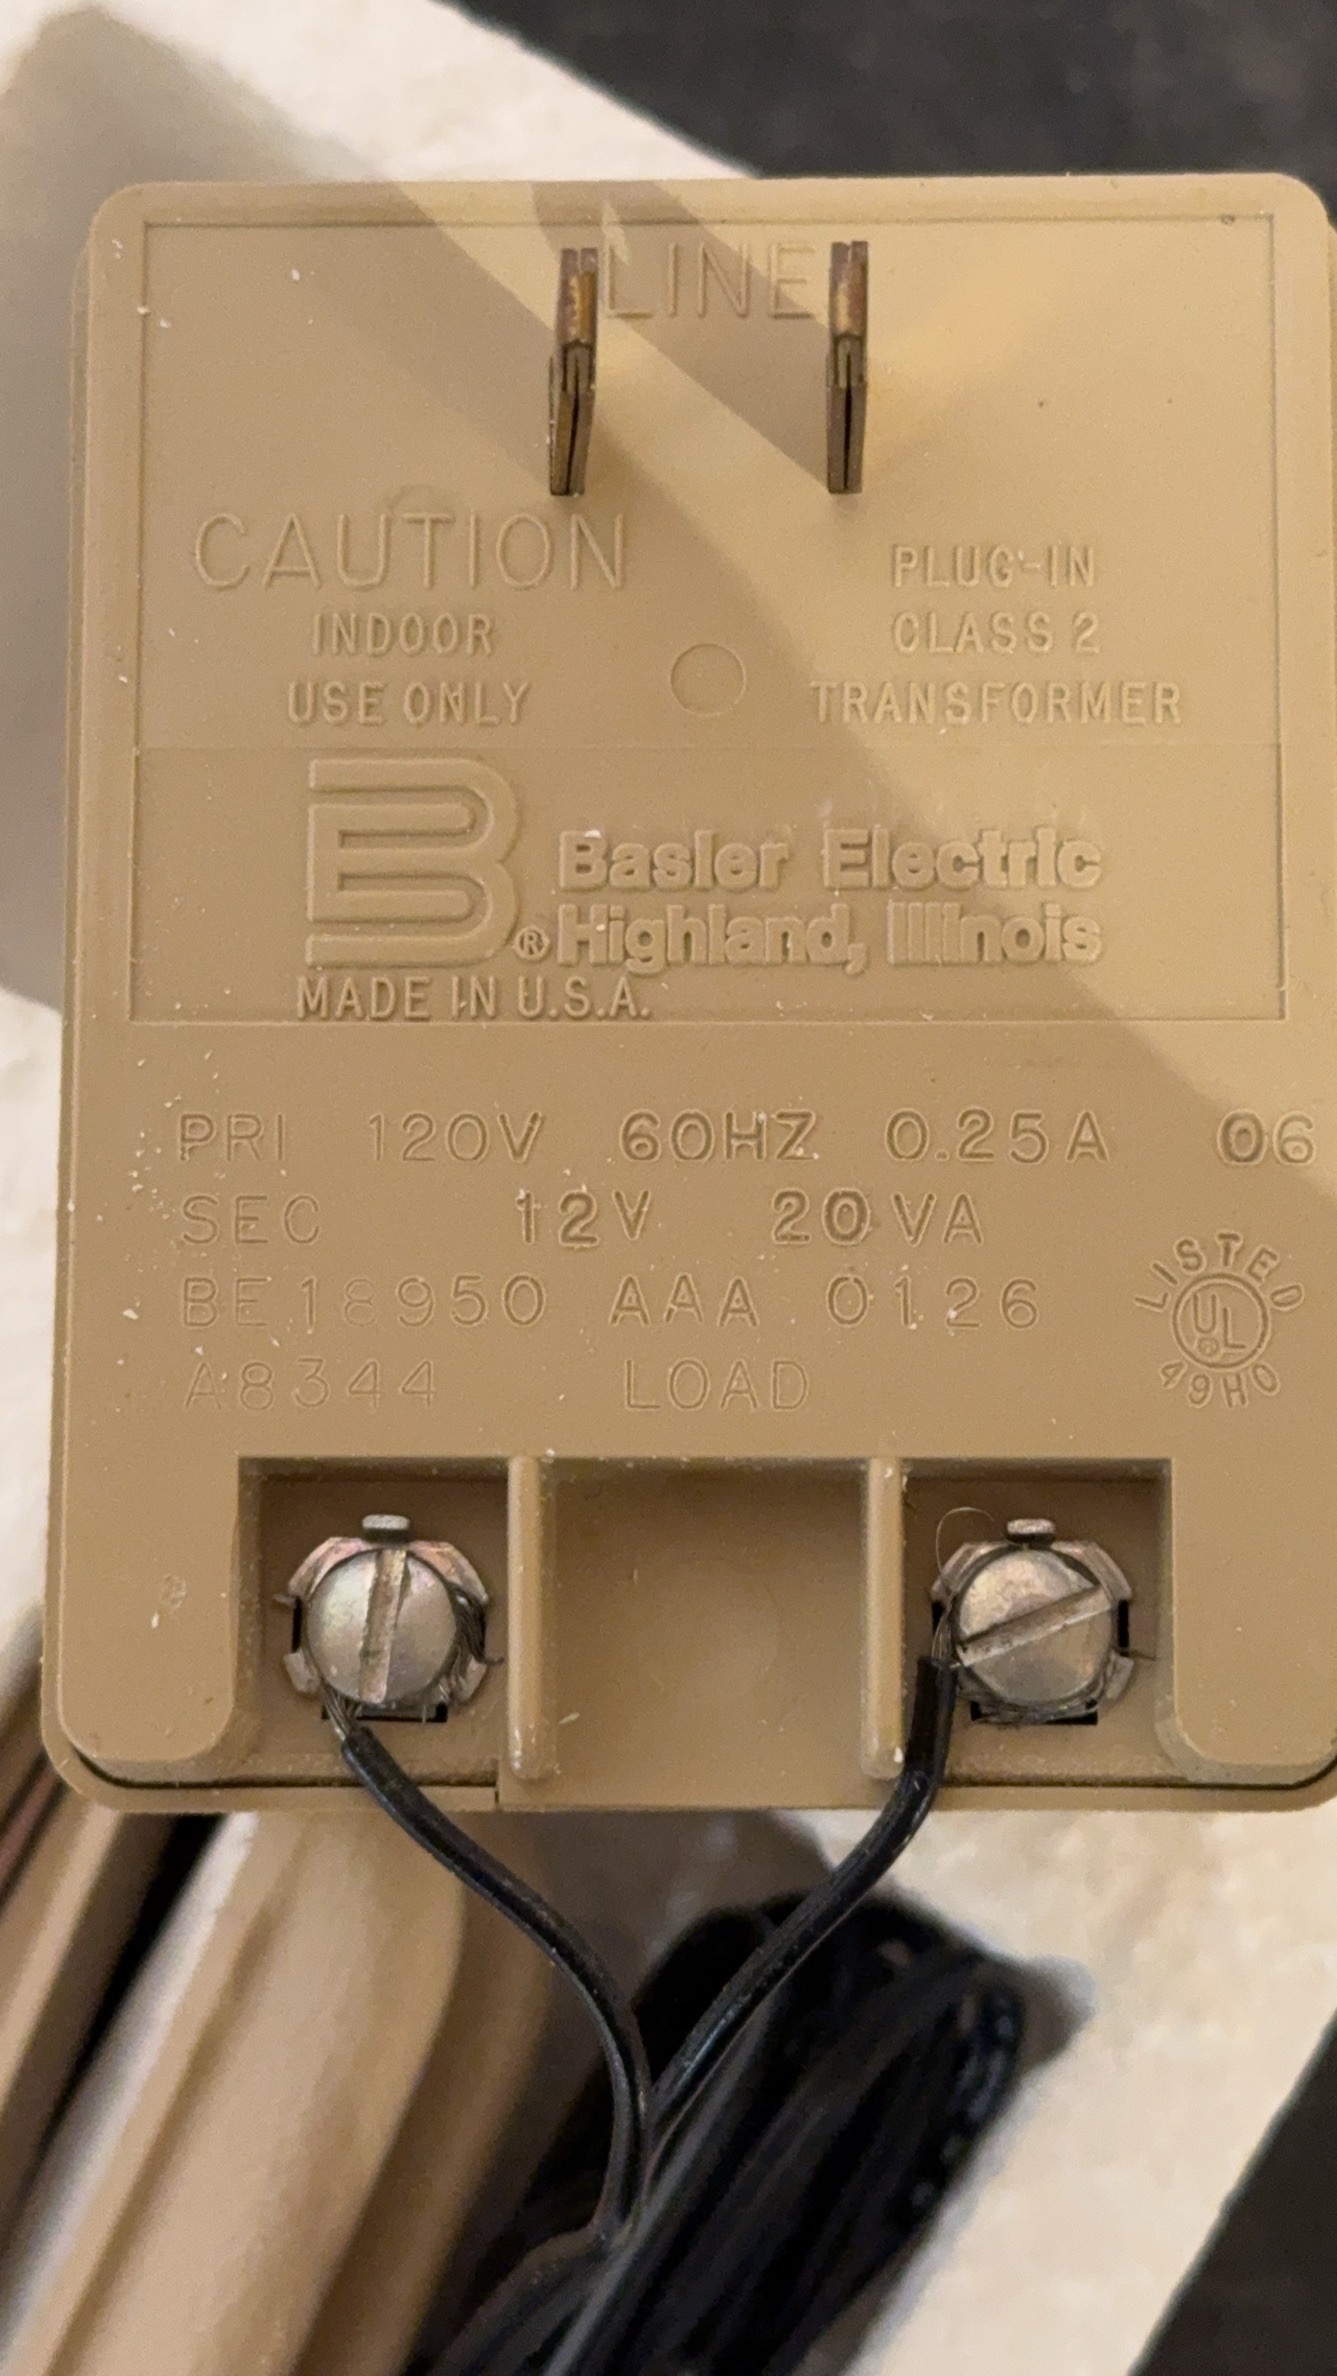 LINE
CAUTION
INDOOR
USE ONLY
PLUG-IN
CLASS 2
TRANSFORMER
B
® Basler Electric
Highland, Illinois
MADE IN U.S.A.
PRI 120V 60HZ 0.25A 06
SEC 12V 20VA
BE18950 AAA 0126
A8344 LOAD
LISTED
UL®
49H0